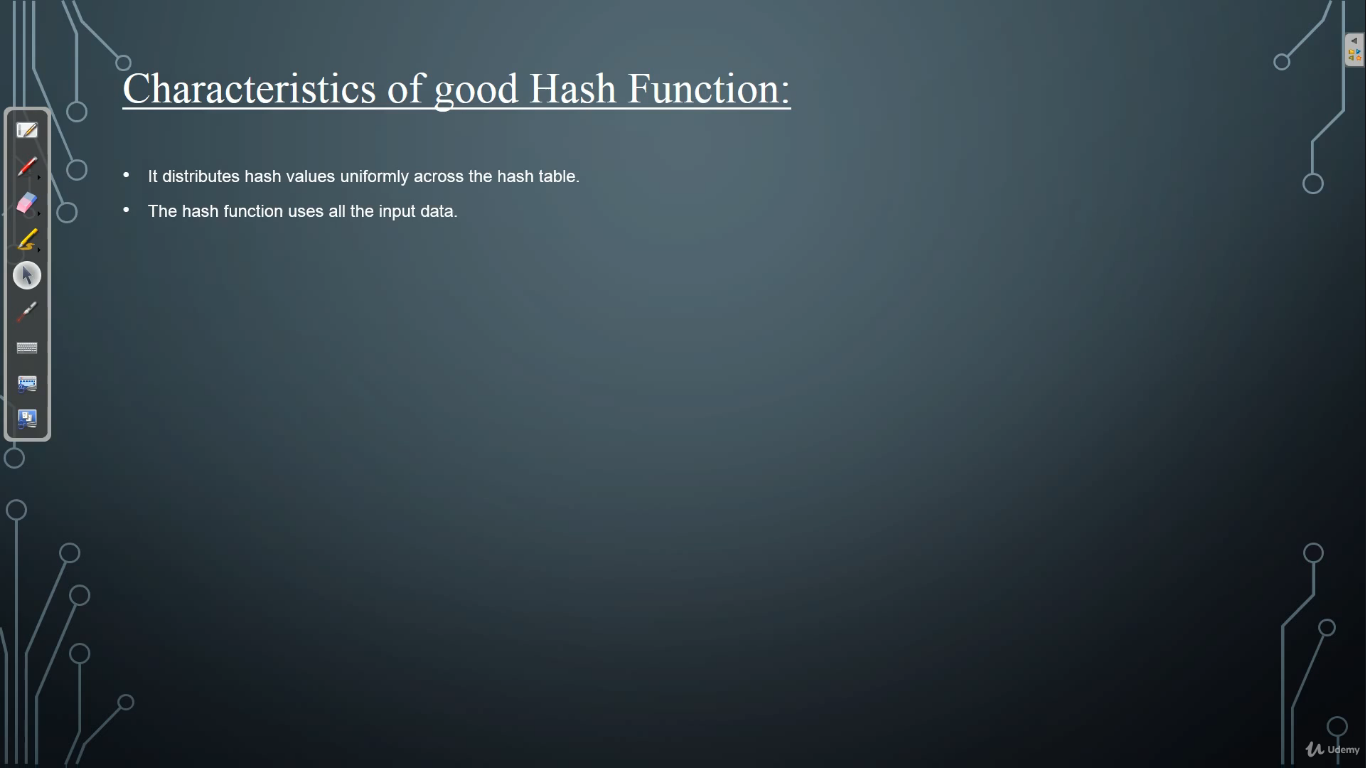 Characteristics of good Hash Function:
• It distributes hash values uniformly across the hash table.
• The hash function uses all the input data.
Udemy